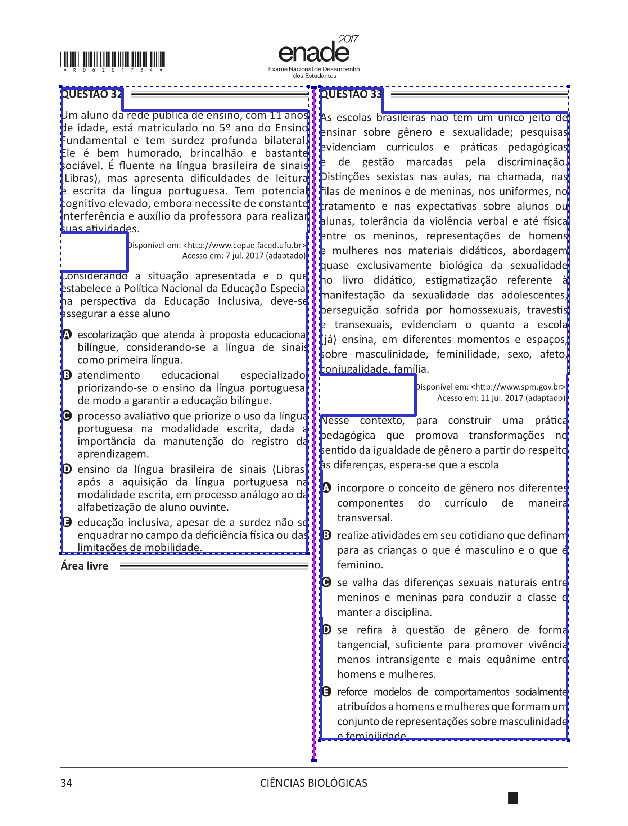 *R0621734*
2017
enade
Exame Nacional de Desempenho
dos Estudantes
QUESTÃO 32
Um aluno da rede pública de ensino, com 11 anos
de idade, está matriculado no 5º ano do Ensino
Fundamental e tem surdez profunda bilateral.
Ele é bem humorado, brincalhão e bastante
sociável. É fluente na língua brasileira de sinais
(Libras), mas apresenta dificuldades de leitura
e escrita da língua portuguesa. Tem potencial
cognitivo elevado, embora necessite de constante
interferência e auxílio da professora para realizar
suas atividades.
Disponível em: <http://www.cepae.faced.ufu.br>
Acesso em: 7 jul. 2017 (adaptado)
Considerando a situação apresentada e o que
estabelece a Política Nacional da Educação Especial
na perspectiva da Educação Inclusiva, deve-se
assegurar a esse aluno
A escolarização que atenda à proposta educacional
bilíngue, considerando-se a língua de sinais
como primeira língua.
B atendimento educacional especializado,
priorizando-se o ensino da língua portuguesa
de modo a garantir a educação bilíngue.
C processo avaliativo que priorize o uso da língua
portuguesa na modalidade escrita, dada a
importância da manutenção do registro da
aprendizagem.
D ensino da língua brasileira de sinais (Libras)
após a aquisição da língua portuguesa na
modalidade escrita, em processo análogo ao da
alfabetização de aluno ouvinte.
E educação inclusiva, apesar de a surdez não se
enquadrar no campo da deficiência física ou das
limitações de mobilidade.
Área livre
QUESTÃO 33
As escolas brasileiras não têm um único jeito de
ensinar sobre gênero e sexualidade; pesquisas
evidenciam currículos e práticas pedagógicas
e de gestão marcadas pela discriminação.
Distinções sexistas nas aulas, na chamada, nas
filas de meninos e de meninas, nos uniformes, no
tratamento e nas expectativas sobre alunos ou
alunas, tolerância da violência verbal e até física
entre os meninos, representações de homens
e mulheres nos materiais didáticos, abordagem
quase exclusivamente biológica da sexualidade
no livro didático, estigmatização referente à
manifestação da sexualidade das adolescentes,
perseguição sofrida por homossexuais, travestis
e transexuais, evidenciam o quanto a escola
(já) ensina, em diferentes momentos e espaços,
sobre masculinidade, feminilidade, sexo, afeto,
conjugalidade, família.
Disponível em: <http://www.spm.gov.br>
Acesso em: 11 jul. 2017 (adaptado)
Nesse contexto, para construir uma prática
pedagógica que promova transformações no
sentido da igualdade de gênero a partir do respeito
às diferenças, espera-se que a escola
A incorpore o conceito de gênero nos diferentes
componentes do currículo de maneira
transversal.
B realize atividades em seu cotidiano que definam
para as crianças o que é masculino e o que é
feminino.
C se valha das diferenças sexuais naturais entre
meninos e meninas para conduzir a classe e
manter a disciplina.
D se refira à questão de gênero de forma
tangencial, suficiente para promover vivência
menos intransigente e mais equânime entre
homens e mulheres.
E reforce modelos de comportamentos socialmente
atribuídos a homens e mulheres que formam um
conjunto de representações sobre masculinidade
e feminilidade.
34
CIÊNCIAS BIOLÓGICAS